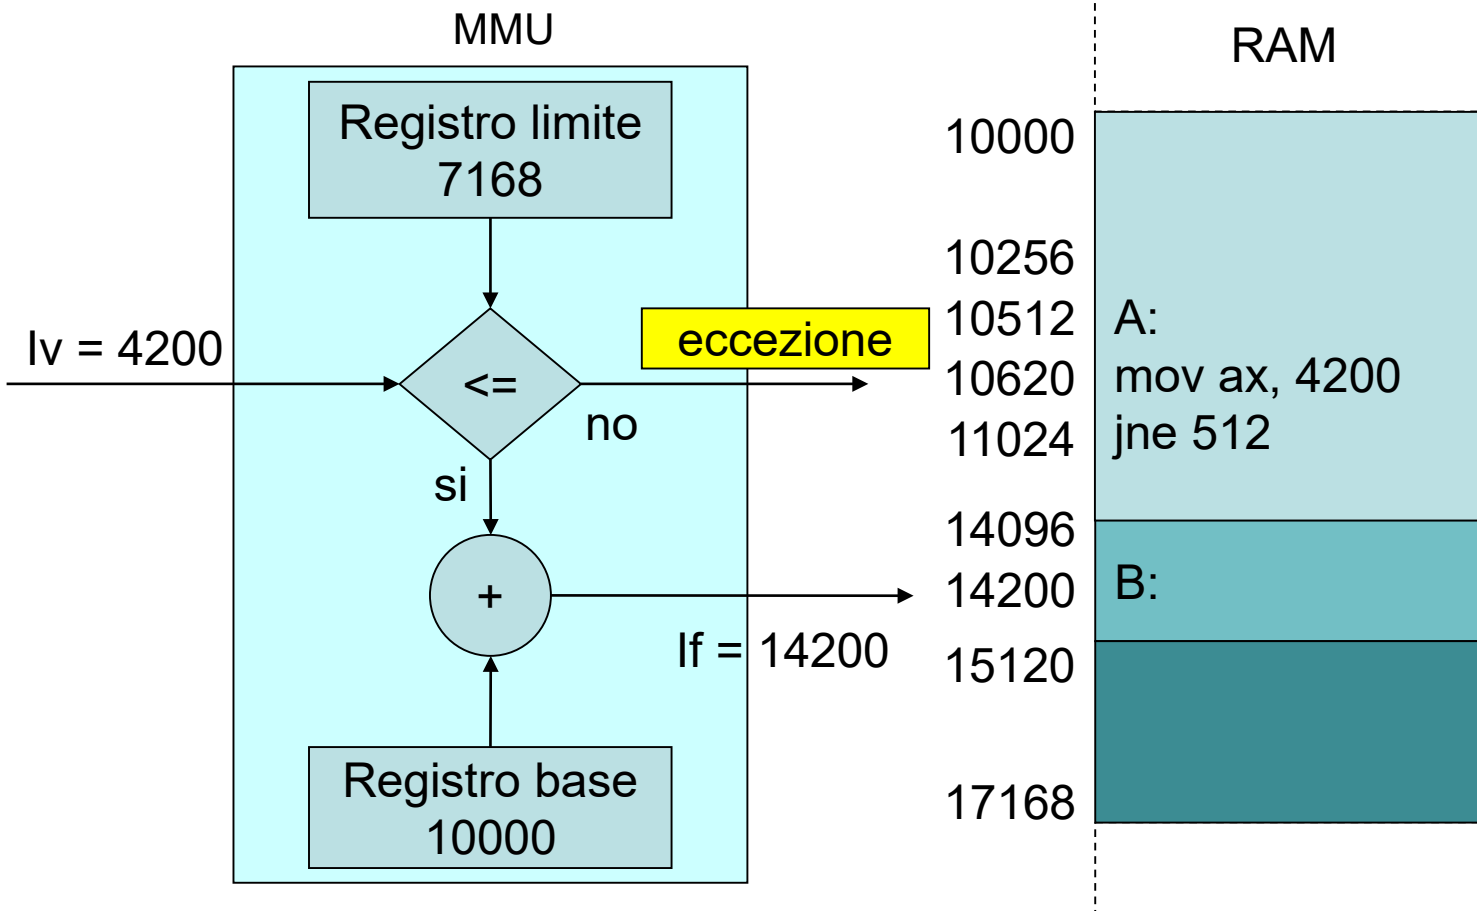 MMU
Registro limite
7168
Iv = 4200
<=
eccezione
no
si
+
If = 14200
Registro base
10000
RAM
10000
10256
10512
10620
11024
14096
14200
15120
17168
A:
mov ax, 4200
jne 512
B: